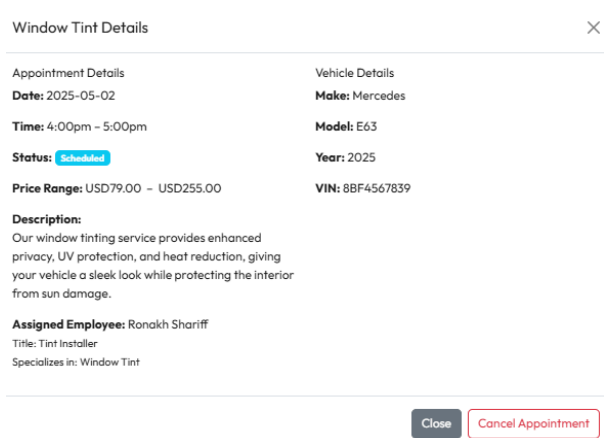 Window Tint Details
Appointment Details
Date: 2025-05-02
Time: 4:00pm – 5:00pm
Status: Scheduled
Price Range: USD79.00 – USD255.00
Description:
Our window tinting service provides enhanced
privacy, UV protection, and heat reduction, giving
your vehicle a sleek look while protecting the interior
from sun damage.
Assigned Employee: Ronakh Shariff
Title: Tint Installer
Specializes in: Window Tint
Vehicle Details
Make: Mercedes
Model: E63
Year: 2025
VIN: 8BF4567839
Close
Cancel Appointment